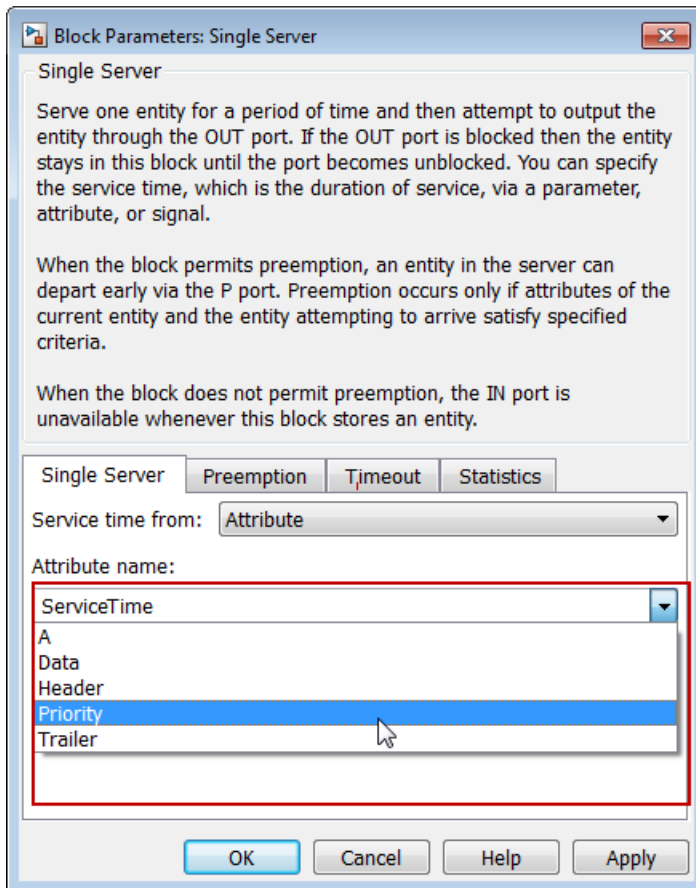 Block Parameters: Single Server
Single Server
Serve one entity for a period of time and then attempt to output the
entity through the OUT port. If the OUT port is blocked then the entity
stays in this block until the port becomes unblocked. You can specify
the service time, which is the duration of service, via a parameter,
attribute, or signal.
When the block permits preemption, an entity in the server can
depart early via the P port. Preemption occurs only if attributes of the
current entity and the entity attempting to arrive satisfy specified
criteria.
When the block does not permit preemption, the IN port is
unavailable whenever this block stores an entity.
Single Server Preemption Timeout Statistics
Service time from: Attribute
Attribute name:
ServiceTime
A
Data
Header
Priority
Trailer
OK Cancel Help Apply